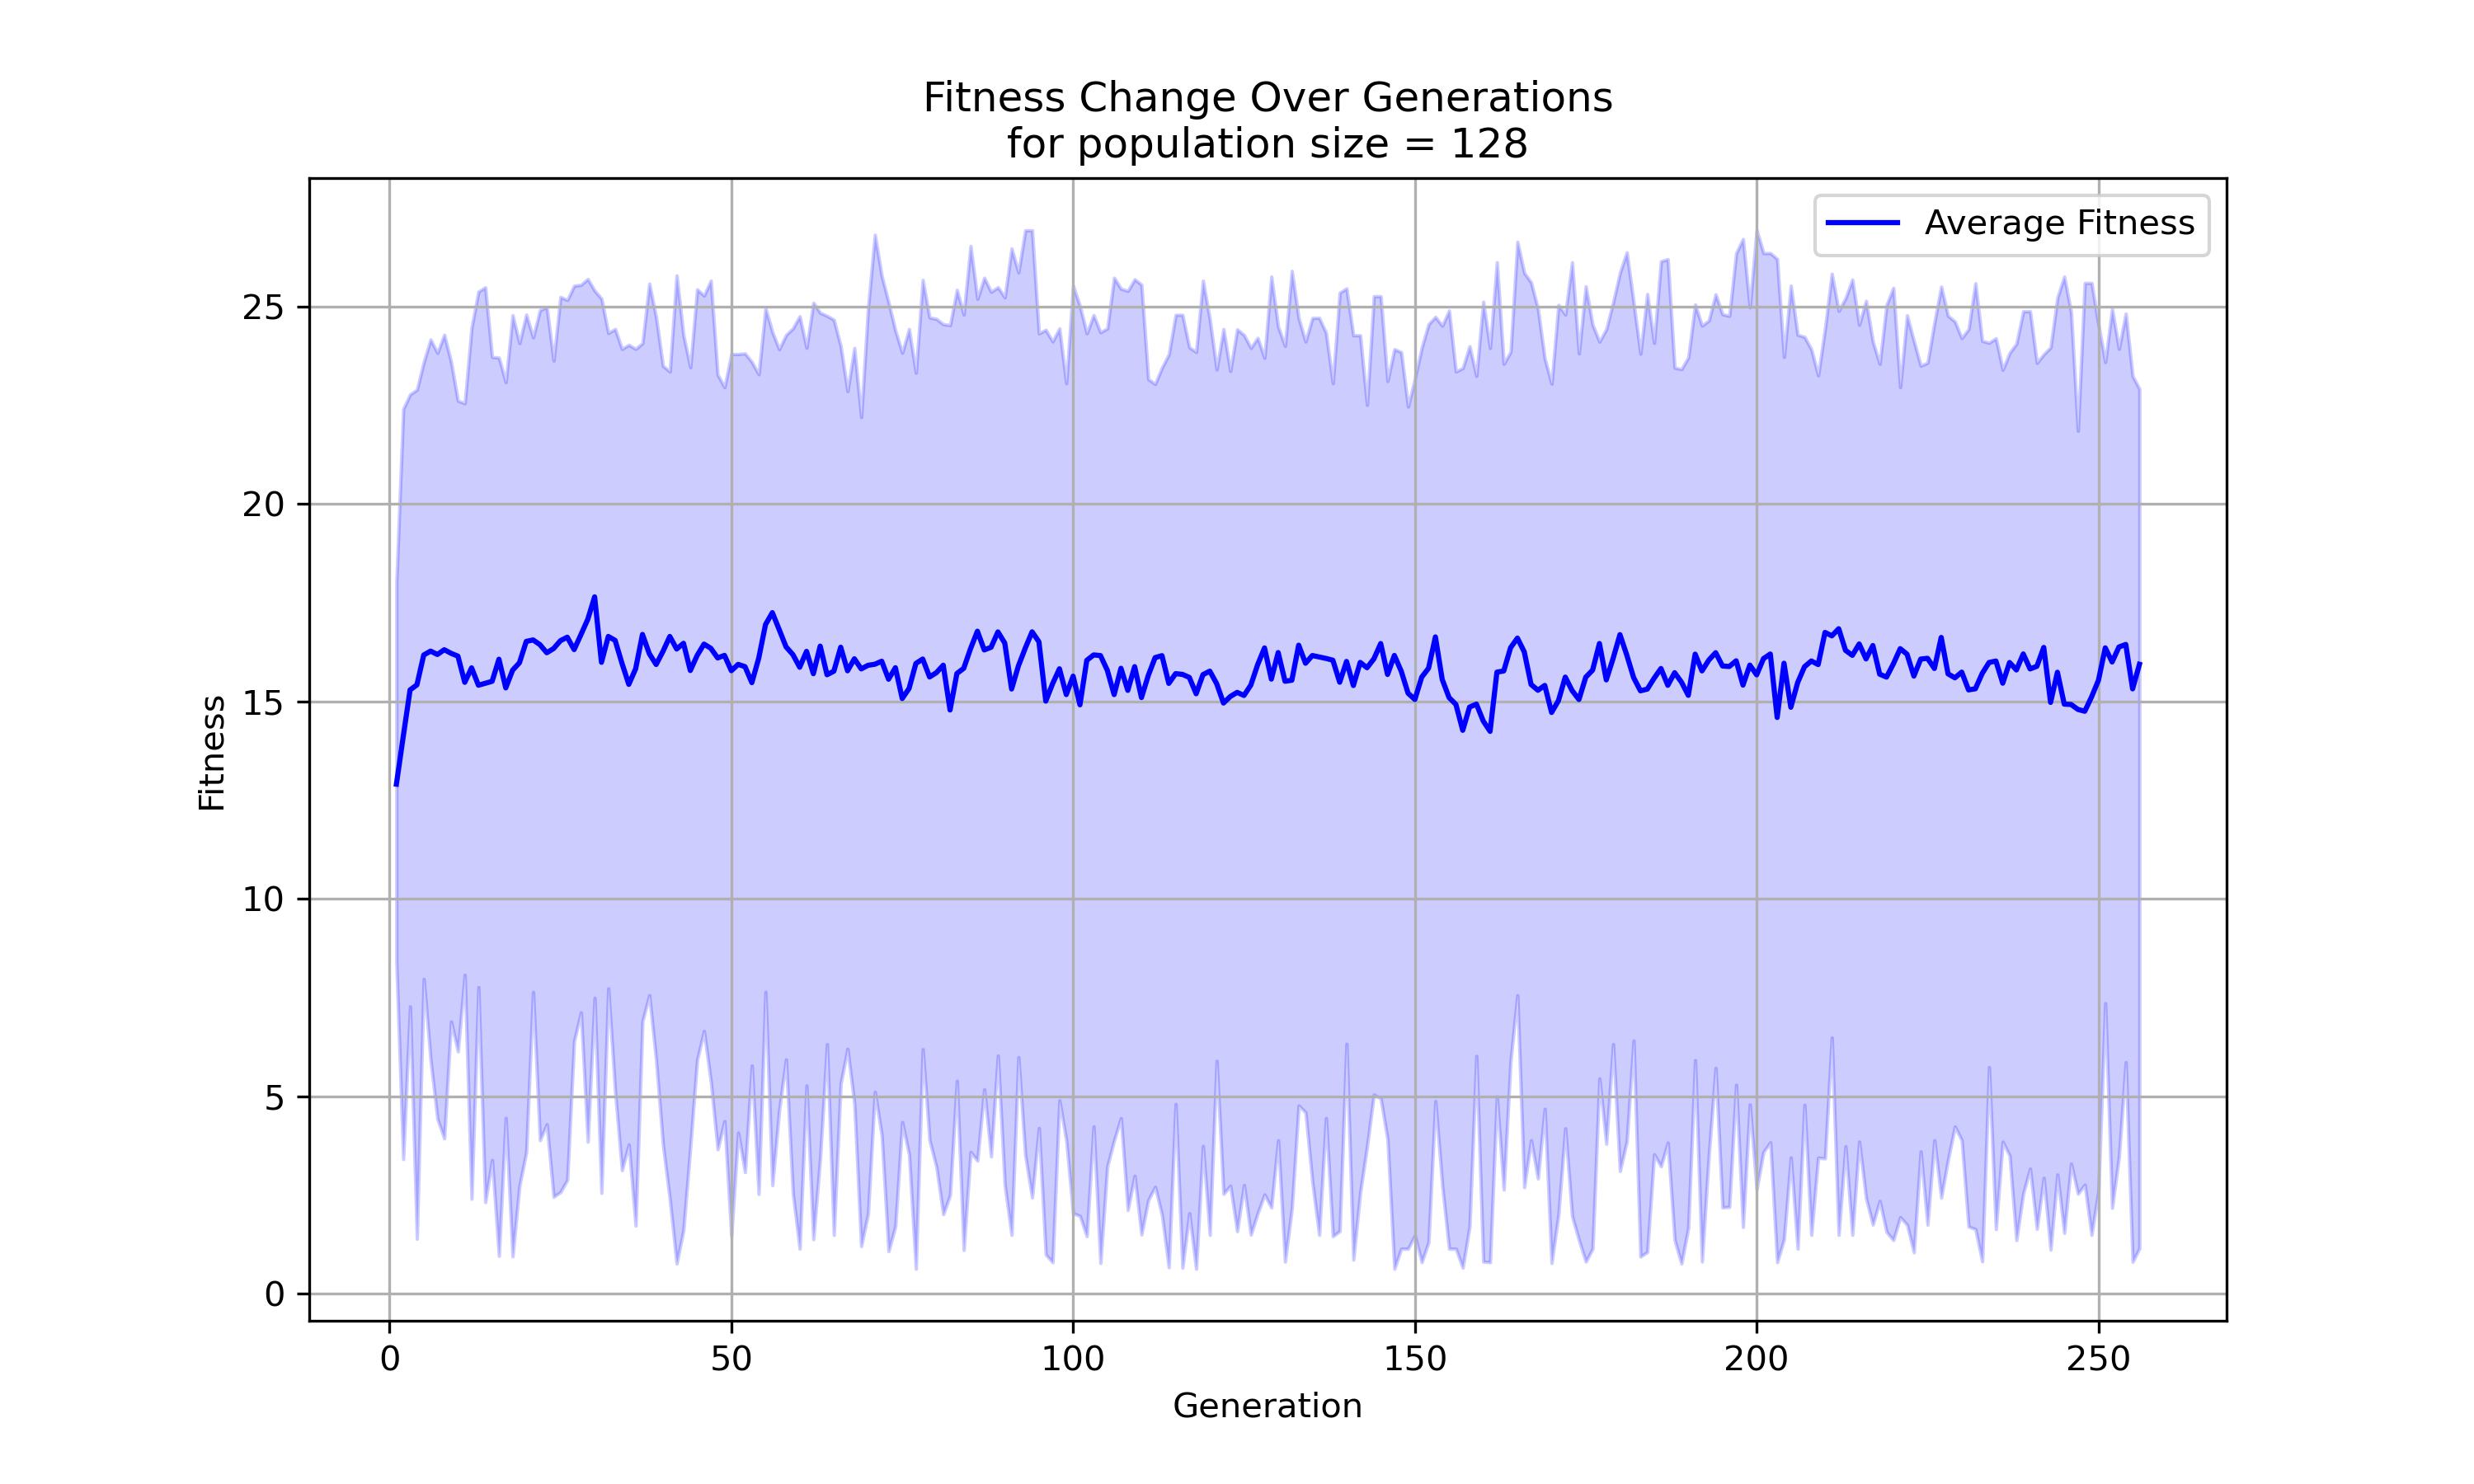 Fitness Change Over Generations
for population size = 128
Average Fitness
25
20
15
10
5
0
Fitness
0 50 100 150 200 250
Generation